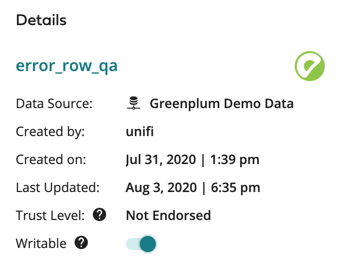 Details
error_row_qa
Data Source: Greenplum Demo Data
Created by: unifi
Created on: Jul 31, 2020 | 1:39 pm
Last Updated: Aug 3, 2020 | 6:35 pm
Trust Level: ? Not Endorsed
Writable ?